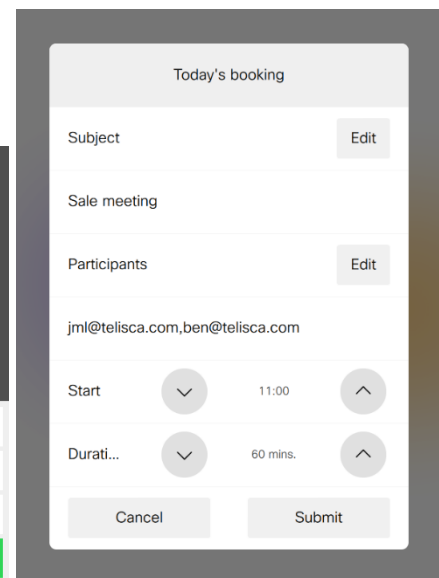 Today's booking
Subject Edit
Sale meeting
Participants Edit
jml@telisca.com,ben@telisca.com
Start 11:00
Durati... 60 mins.
Cancel Submit